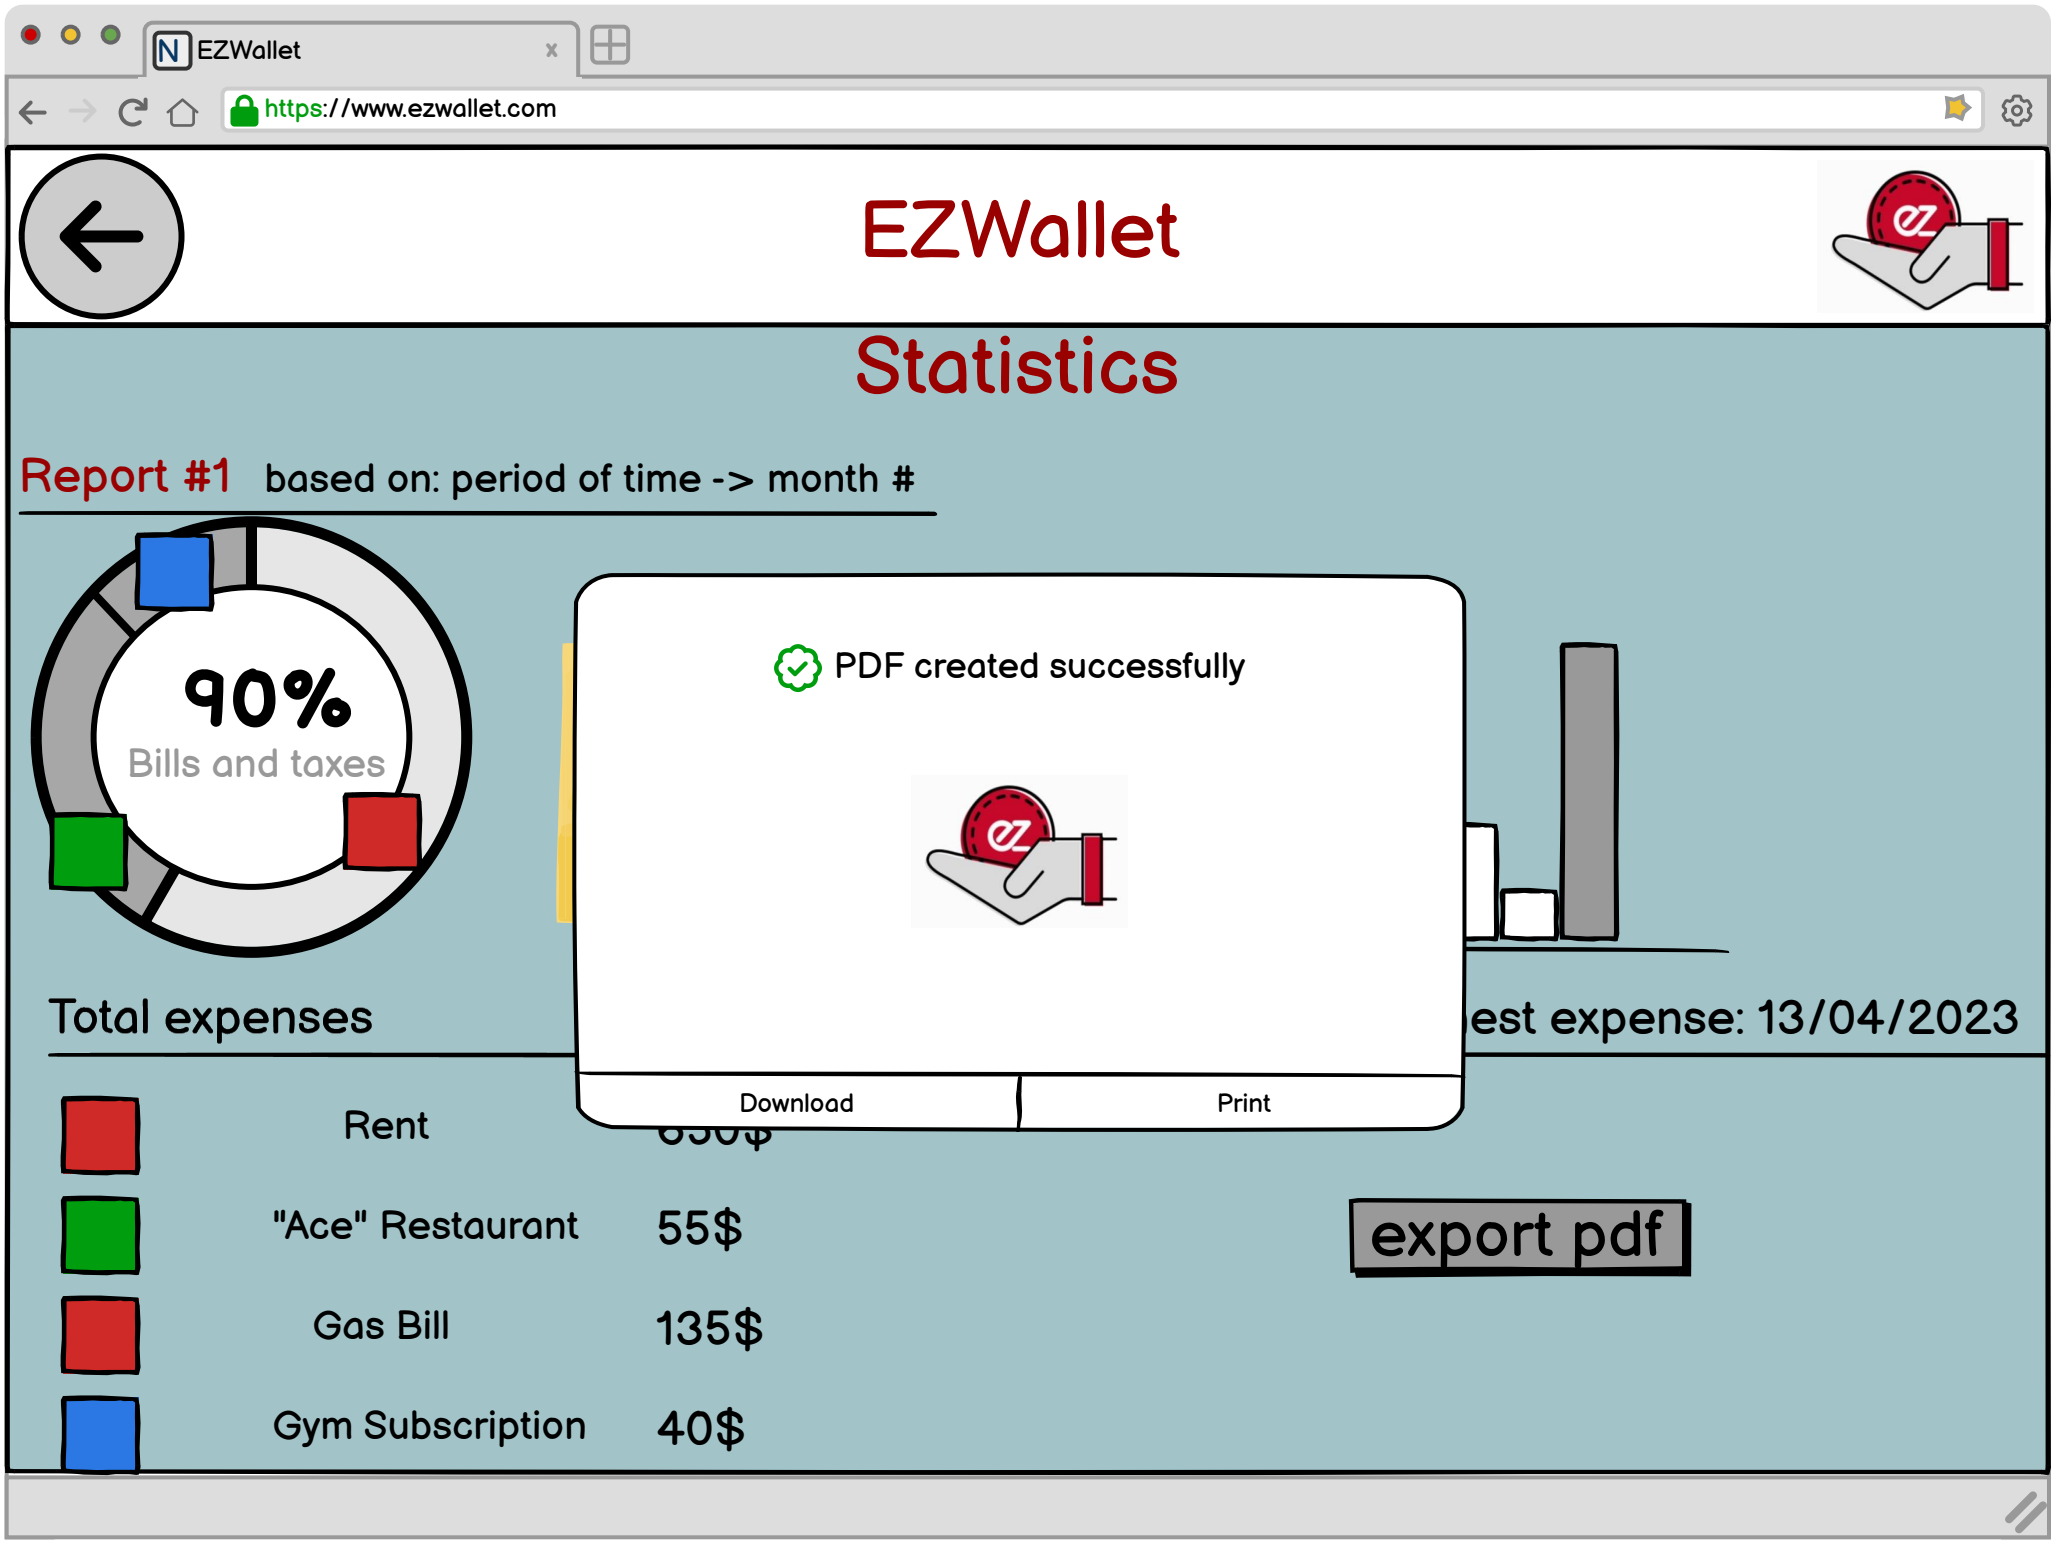 N EZWallet x
https://www.ezwallet.com
EZWallet
ez
Statistics
Report #1 based on: period of time -> month #
90%
Bills and taxes
PDF created successfully
ez
Total expenses
est expense: 13/04/2023
Download Print
Rent
"Ace" Restaurant 55$
export pdf
Gas Bill 135$
Gym Subscription 40$